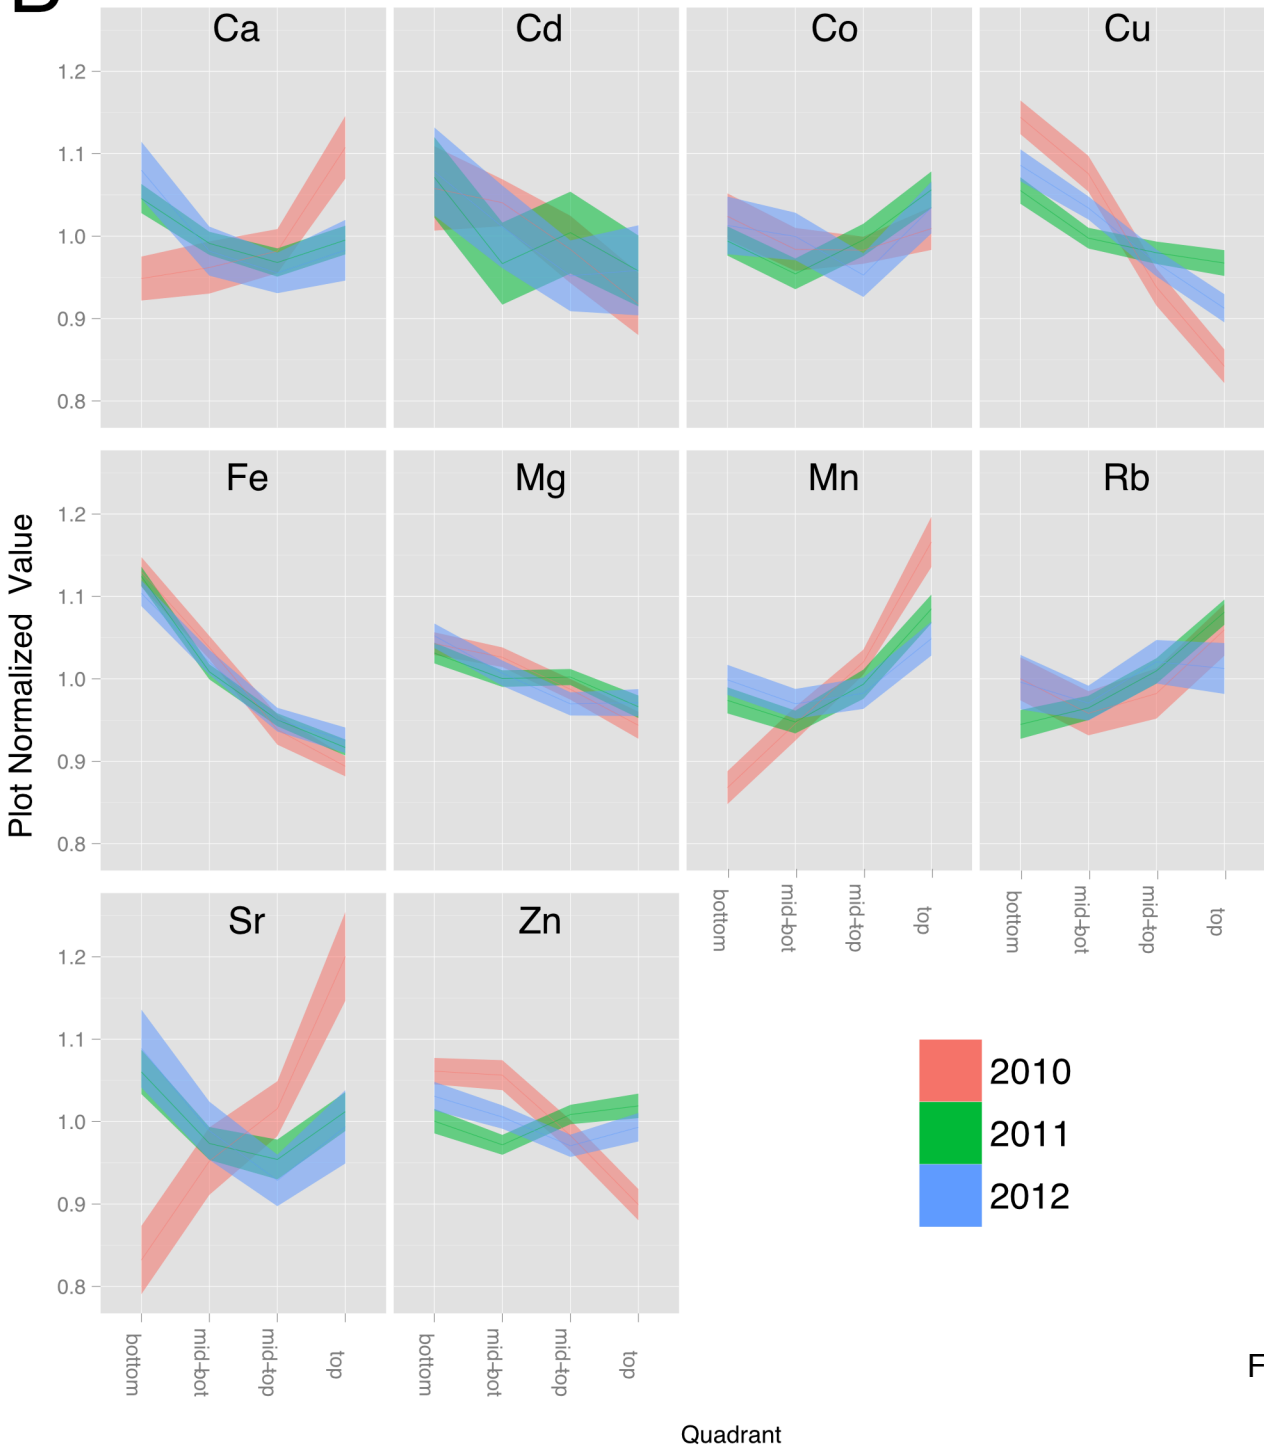 Ca Cd Co Cu
1.2
1.1
1.0
0.9
0.8
Fe Mg Mn Rb
1.2
1.1
1.0
0.9
0.8
Plot Normalized Value
bottom mid-bot mid-top top bottom mid-bot mid-top top
Sr Zn
1.2
1.1
1.0
0.9
0.8
2010
2011
2012
bottom mid-bot mid-top top bottom mid-bot mid-top top
F
Quadrant